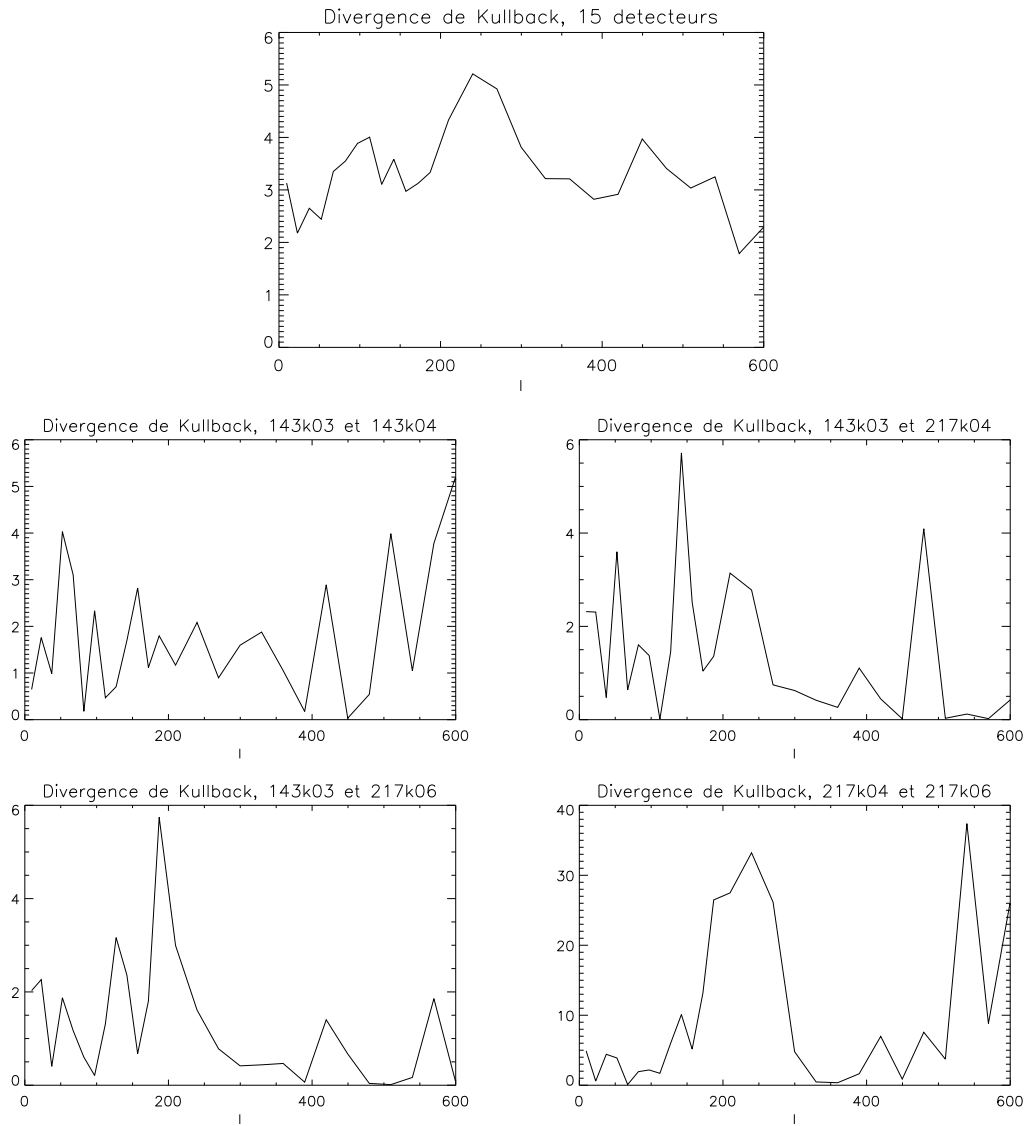 Divergence de Kullback, 15 detecteurs
6
5
4
3
2
1
0
0 200 400 600
l
Divergence de Kullback, 143k03 et 143k04
6
5
4
3
2
1
0
0 200 400 600
l
Divergence de Kullback, 143k03 et 217k04
6
4
2
0
0 200 400 600
l
Divergence de Kullback, 143k03 et 217k06
6
4
2
0
0 200 400 600
l
Divergence de Kullback, 217k04 et 217k06
40
30
20
10
0
0 200 400 600
l